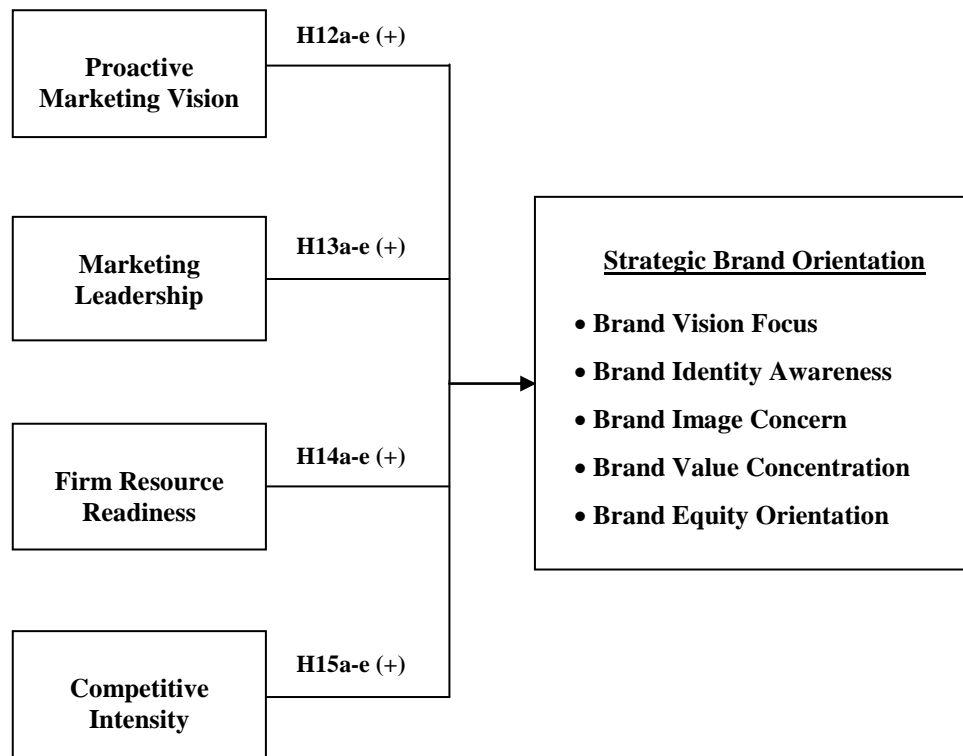 H12a-e (+)
Proactive
Marketing Vision
H13a-e (+)
Marketing
Leadership
H14a-e (+)
Firm Resource
Readiness
H15a-e (+)
Competitive
Intensity
Strategic Brand Orientation
• Brand Vision Focus
• Brand Identity Awareness
• Brand Image Concern
• Brand Value Concentration
• Brand Equity Orientation